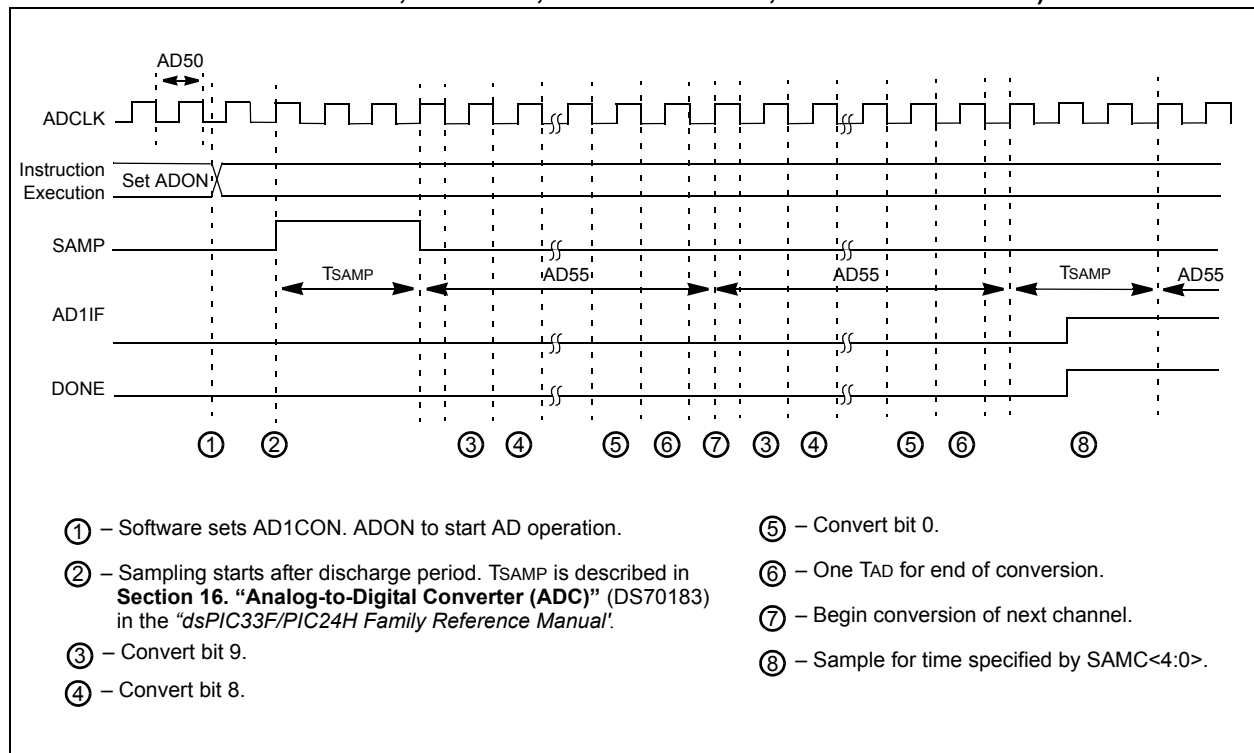 AD50
ADCLK
Instruction
Execution
Set ADON
SAMP
TSAMP
AD55
AD55
TSAMP
AD55
AD1IF
DONE
1 2 3 4 5 6 7 3 4 5 6 8
1 – Software sets AD1CON. ADON to start AD operation.
2 – Sampling starts after discharge period. TSAMP is described in
Section 16. “Analog-to-Digital Converter (ADC)” (DS70183)
in the “dsPIC33F/PIC24H Family Reference Manual'.
3 – Convert bit 9.
4 – Convert bit 8.
5 – Convert bit 0.
6 – One TAD for end of conversion.
7 – Begin conversion of next channel.
8 – Sample for time specified by SAMC<4:0>.